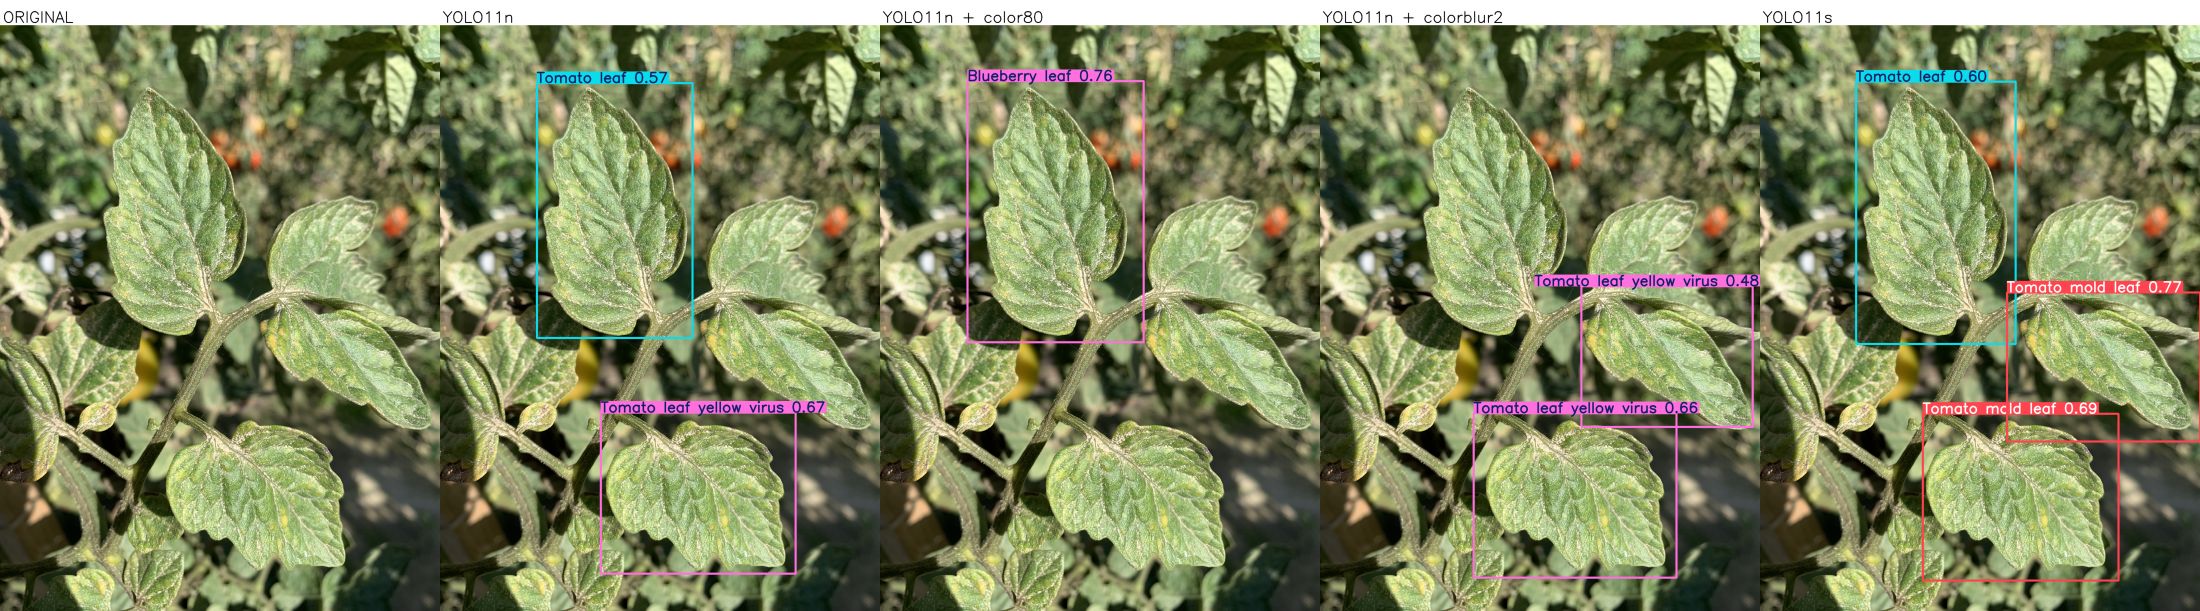 ORIGINAL
YOLO11n
YOLO11n + color80
YOLO11n + colorblur2
YOLO11s
Tomato leaf 0.57
Tomato leaf yellow virus 0.67
Blueberry leaf 0.76
Tomato leaf yellow virus 0.48
Tomato leaf yellow virus 0.66
Tomato leaf 0.60
Tomato mold leaf 0.77
Tomato mold leaf 0.69